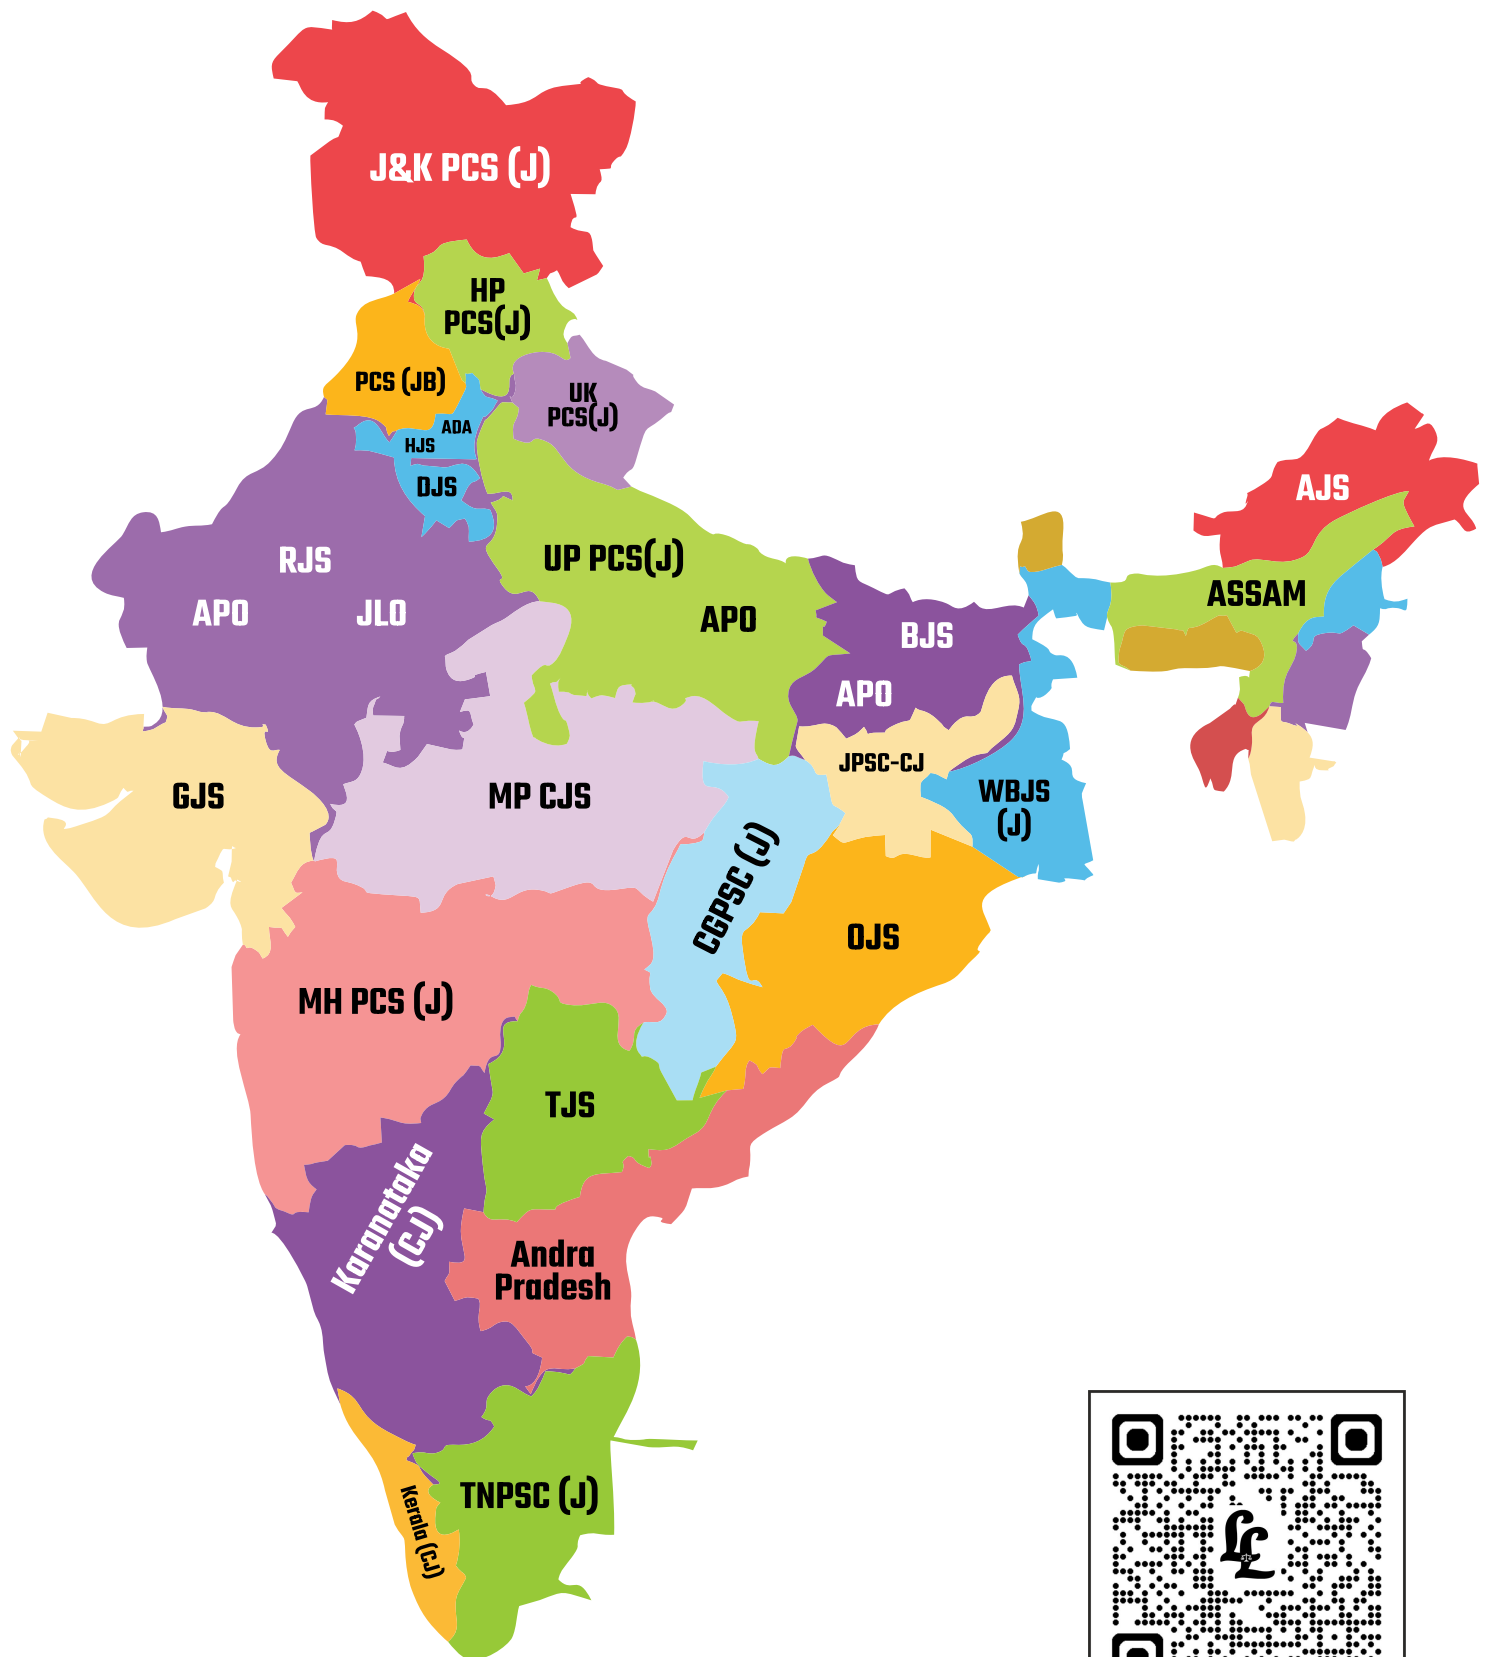 J&K PCS (J)
HP
PCS(J)
PCS (JB)
UK
PCS(J)
ADA
HJS
DJS
AJS
RJS
UP PCS(J)
ASSAM
APO
JLO
APO
BJS
APO
JPSC-CJ
GJS
MP CJS
WBJS
(J)
CGPSC (J)
OJS
MH PCS (J)
TJS
Karanataka
(CJ)
Andra
Pradesh
TNPSC (J)
Kerala (CJ)
LL